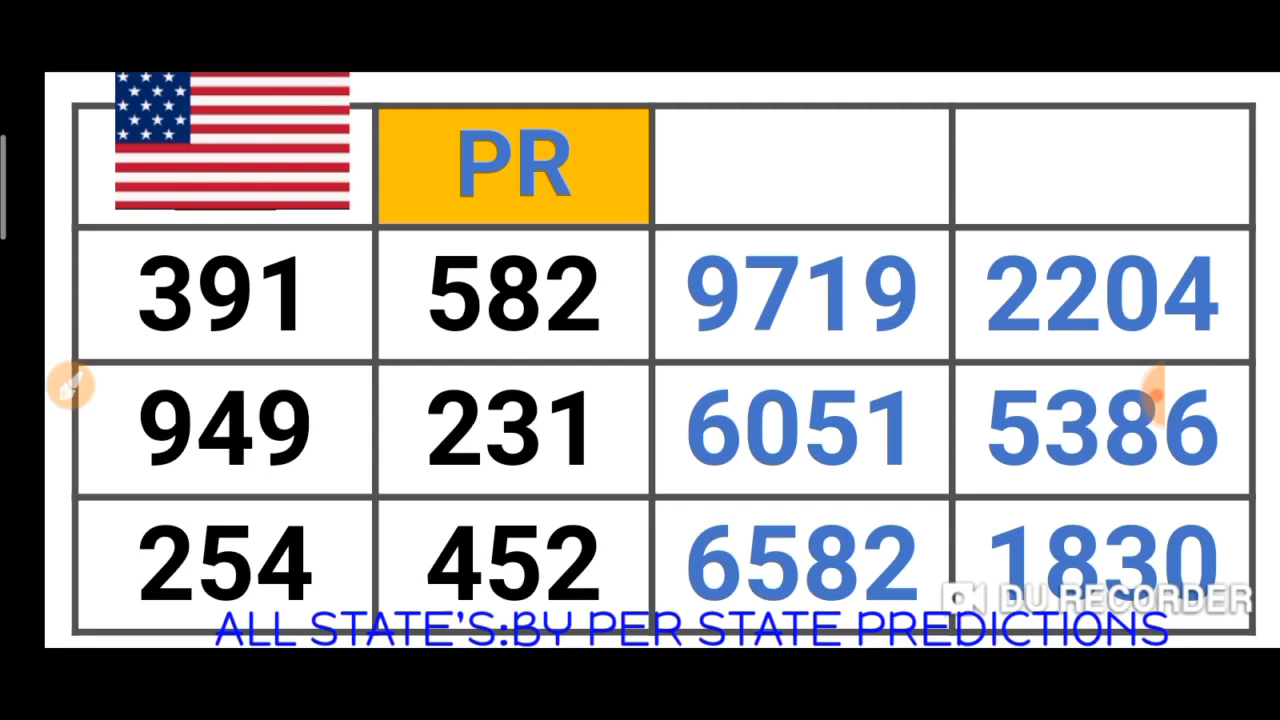 PR
391 582 9719 2204
949 231 6051 5386
254 452 6582 1830
DU RECORDER
ALL STATE'S:BY PER STATE PREDICTIONS